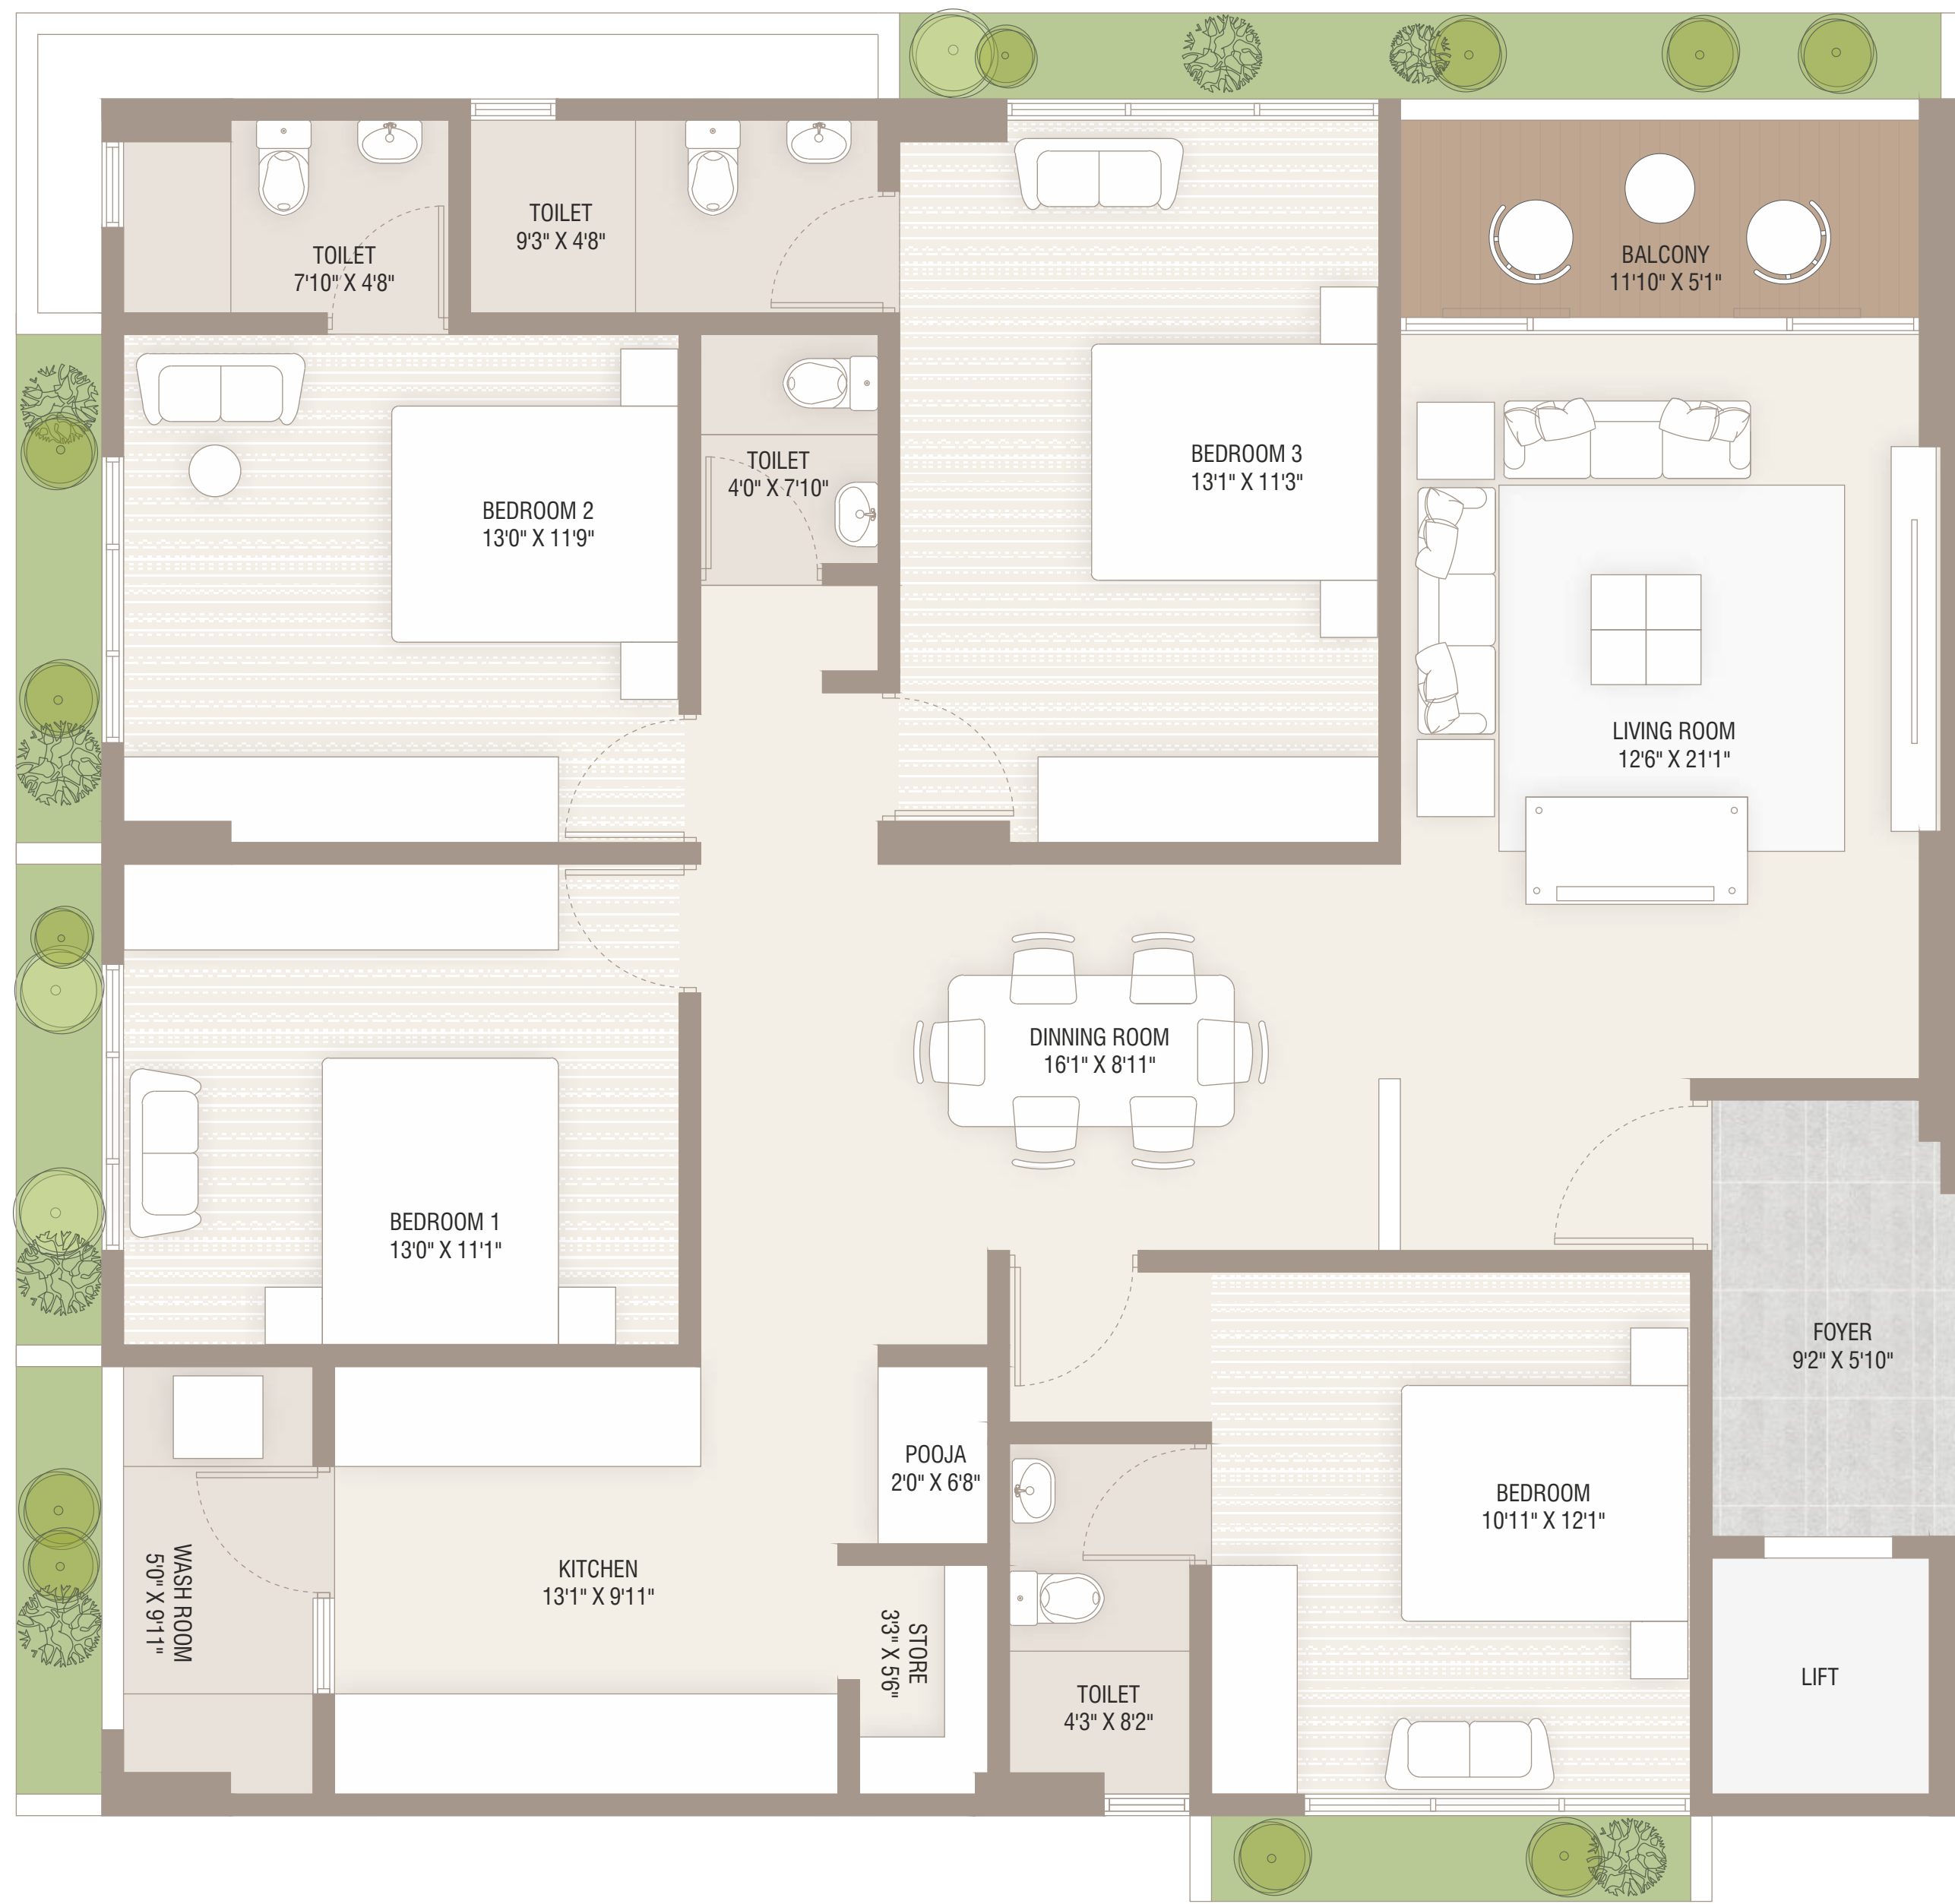 TOILET
9'3" X 4'8"
TOILET
7'10" X 4'8"
BALCONY
11'10" X 5'1"
TOILET
4'0" X 7'10"
BEDROOM 3
13'1" X 11'3"
BEDROOM 2
13'0" X 11'9"
LIVING ROOM
12'6" X 21'1"
DINNING ROOM
16'1" X 8'11"
BEDROOM 1
13'0" X 11'1"
FOYER
9'2" X 5'10"
POOJA
2'0" X 6'8"
BEDROOM
10'11" X 12'1"
WASH ROOM
5'0" X 9'11"
KITCHEN
13'1" X 9'11"
STORE
3'3" X 5'6"
TOILET
4'3" X 8'2"
LIFT